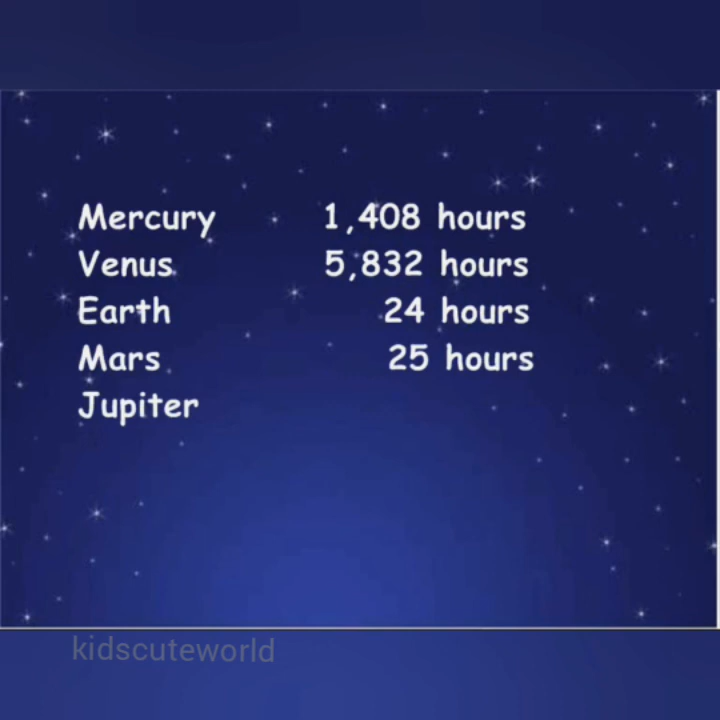 Mercury 1,408 hours
Venus 5,832 hours
Earth 24 hours
Mars 25 hours
Jupiter
kidscuteworld